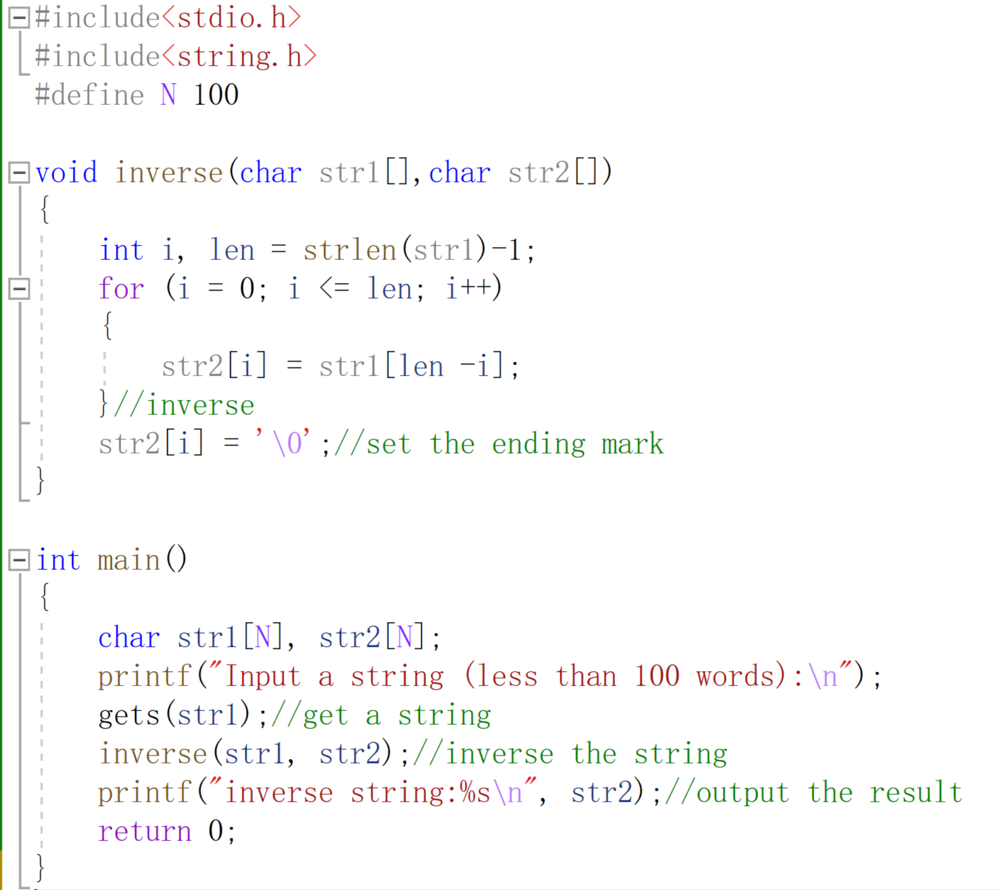 #include<stdio.h>
#include<string.h>
#define N 100
void inverse(char str1[],char str2[])
{
int i, len = strlen(str1)-1;
for (i = 0; i <= len; i++)
{
str2[i] = str1[len -i];
}//inverse
str2[i] = '\0';//set the ending mark
}
int main()
{
char str1[N], str2[N];
printf("Input a string (less than 100 words):\n");
gets(str1);//get a string
inverse(str1, str2);//inverse the string
printf("inverse string:%s\n", str2);//output the result
return 0;
}